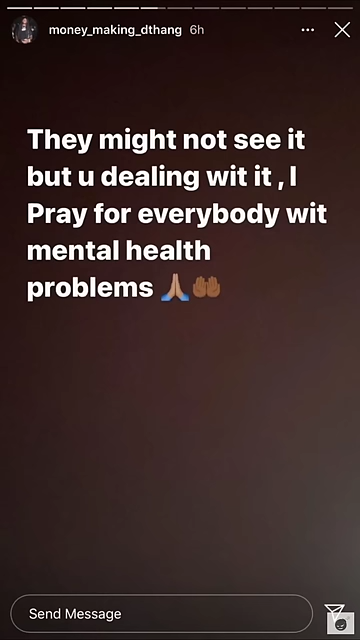 money_making_dthang 6h
They might not see it
but u dealing wit it , I
Pray for everybody wit
mental health
problems 🙏🏽🤲🏾
Send Message